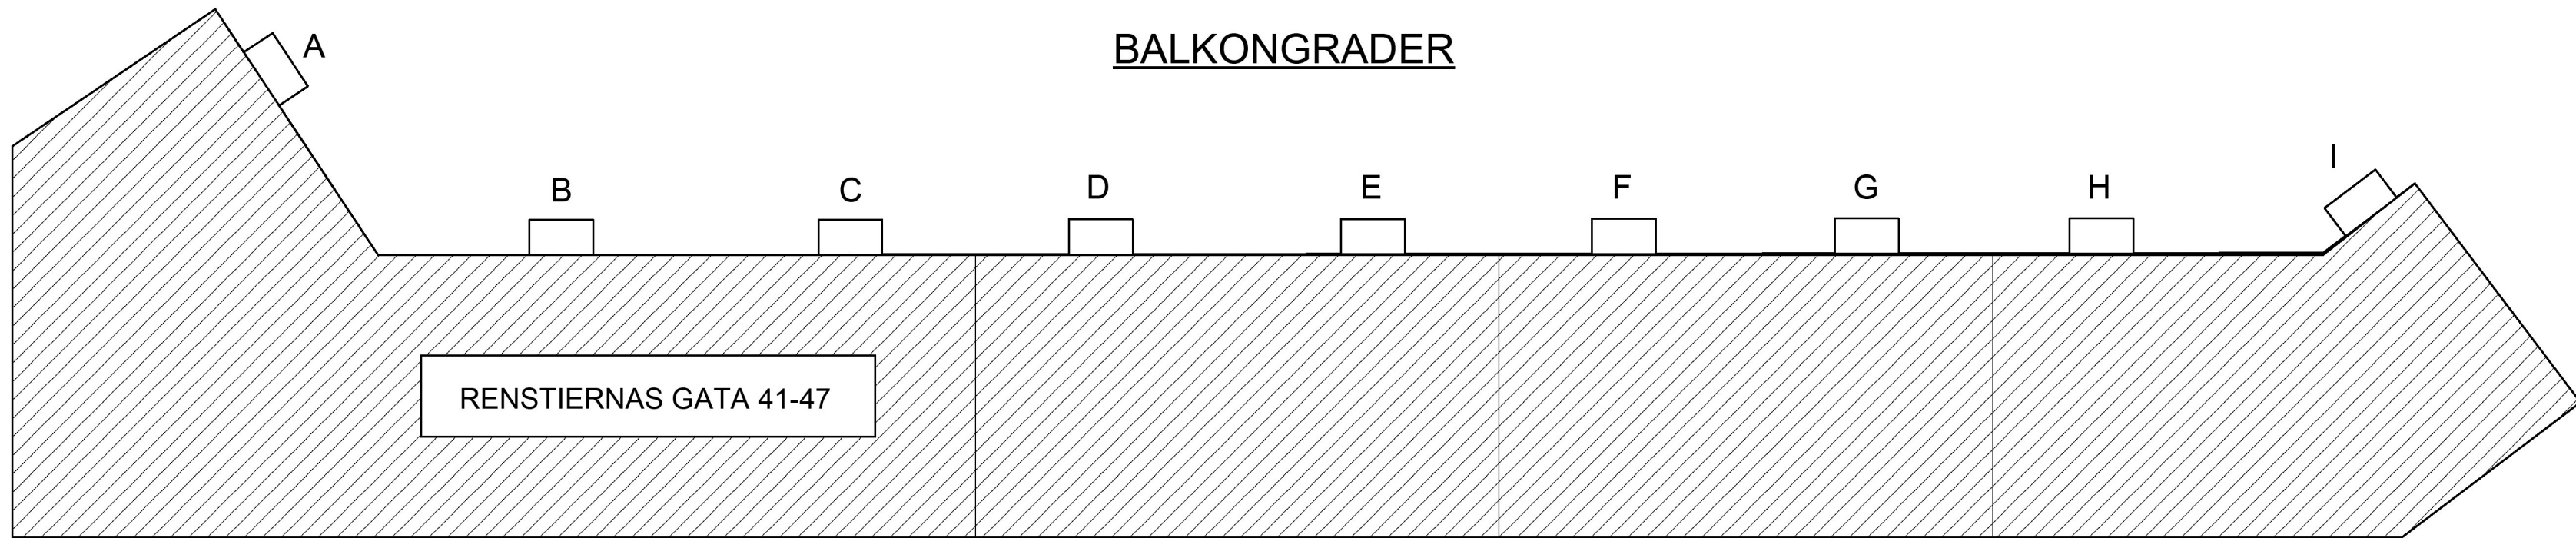 BALKONGRADER
A
B
C
D
E
F
G
H
I
RENSTIERNAS GATA 41-47